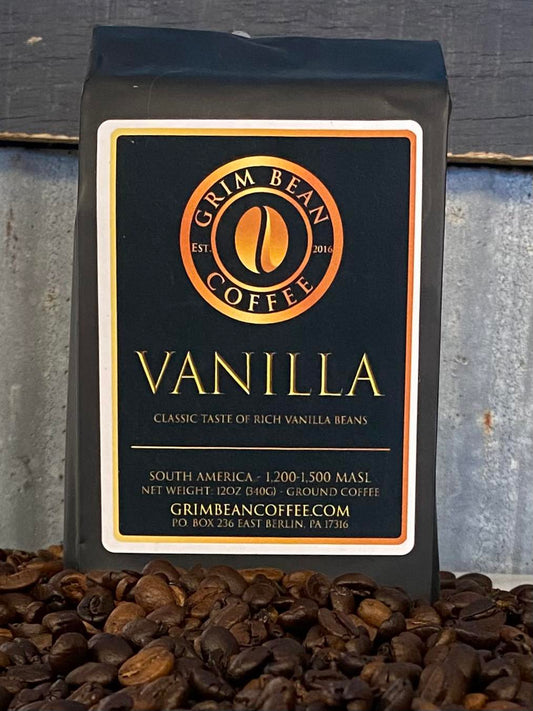 GRIM BEAN
EST. 2016
COFFEE
VANILLA
CLASSIC TASTE OF RICH VANILLA BEANS
SOUTH AMERICA - 1,200-1,500 MASL
NET WEIGHT: 12OZ (340G) - GROUND COFFEE
GRIMBEANCOFFEE.COM
P.O. BOX 236 EAST BERLIN, PA 17316